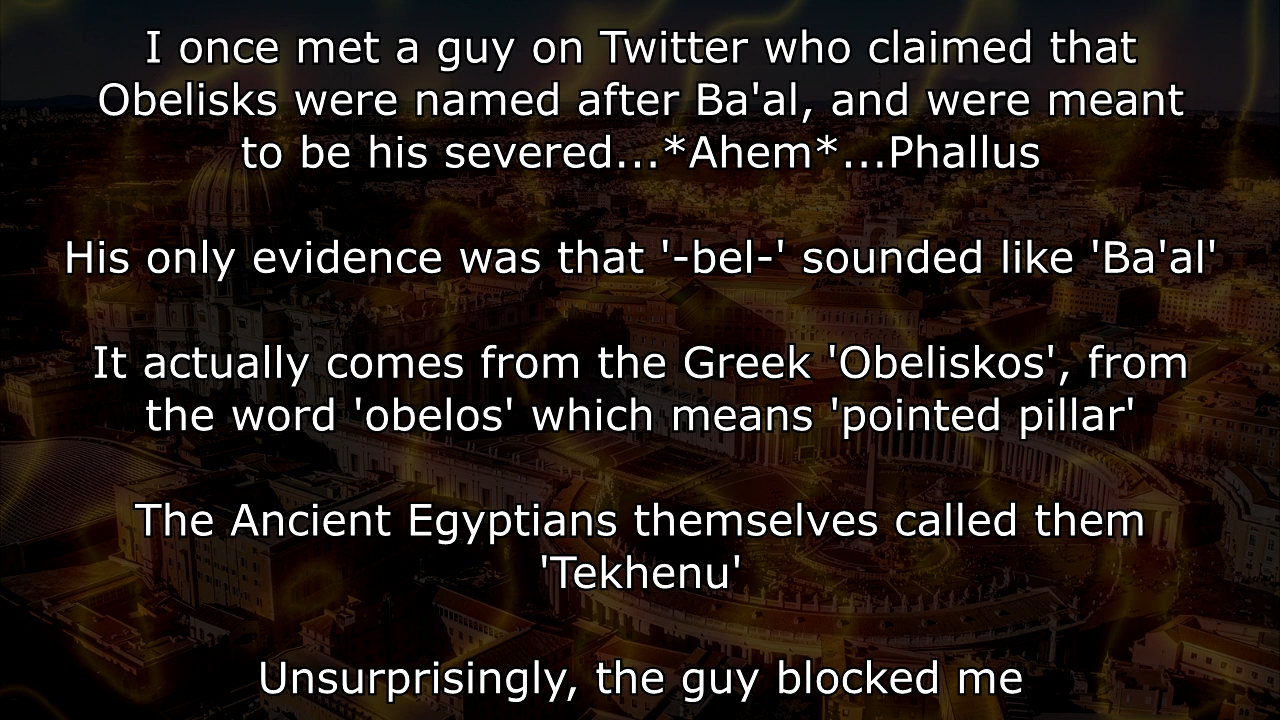 I once met a guy on Twitter who claimed that
Obelisks were named after Ba'al, and were meant
to be his severed...*Ahem*...Phallus
His only evidence was that '-bel-' sounded like 'Ba'al'
It actually comes from the Greek 'Obeliskos', from
the word 'obelos' which means 'pointed pillar'
The Ancient Egyptians themselves called them
'Tekhenu'
Unsurprisingly, the guy blocked me